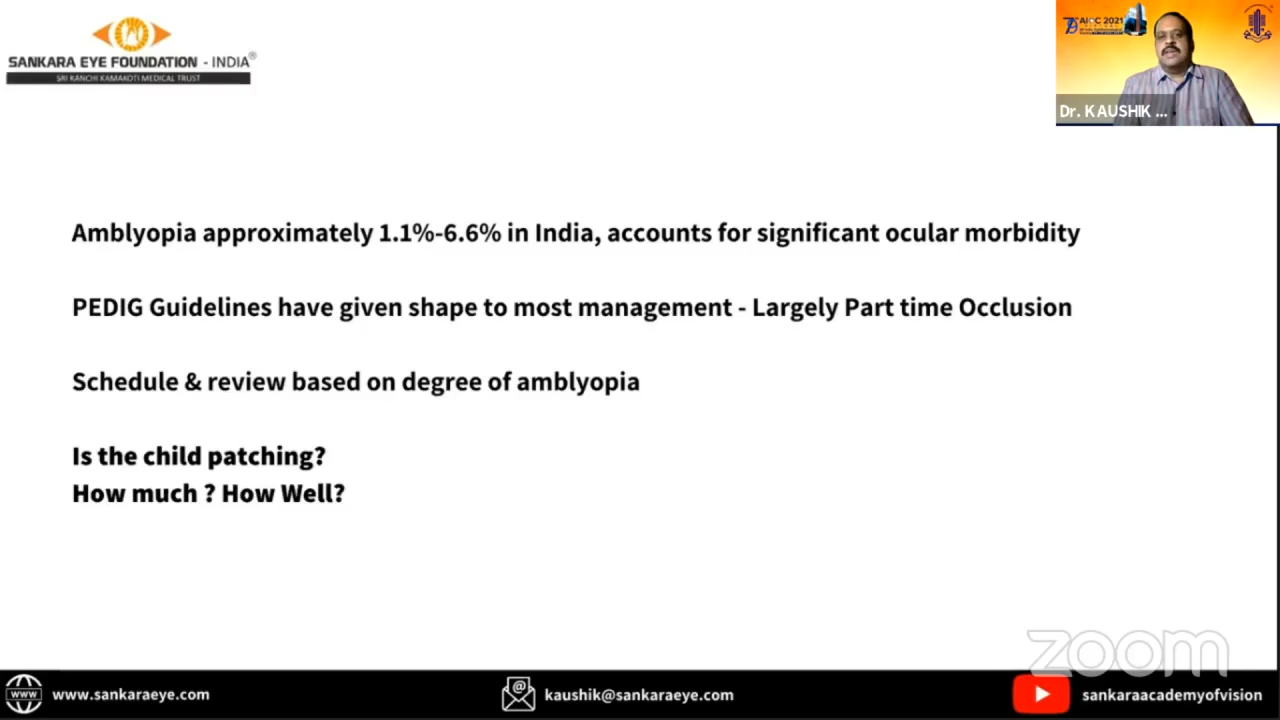 SANKARA EYE FOUNDATION - INDIA®
SRI KANCHI KAMAKOTI MEDICAL TRUST
AIOC 2021
Dr. KAUSHIK ...
Amblyopia approximately 1.1%-6.6% in India, accounts for significant ocular morbidity
PEDIG Guidelines have given shape to most management - Largely Part time Occlusion
Schedule & review based on degree of amblyopia
Is the child patching?
How much ? How Well?
zoom
WWW
www.sankaraeye.com
@
kaushik@sankaraeye.com
sankaraacademyofvision